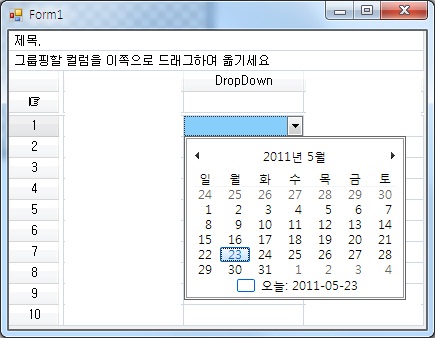 Form1
제목.
그룹핑할 컬럼을 이쪽으로 드래그하여 옮기세요
DropDown
1
2
3
4
5
6
7
8
9
10
2011년 5월
일 월 화 수 목 금 토
24 25 26 27 28 29 30
1 2 3 4 5 6 7
8 9 10 11 12 13 14
15 16 17 18 19 20 21
22 23 24 25 26 27 28
29 30 31 1 2 3 4
오늘: 2011-05-23